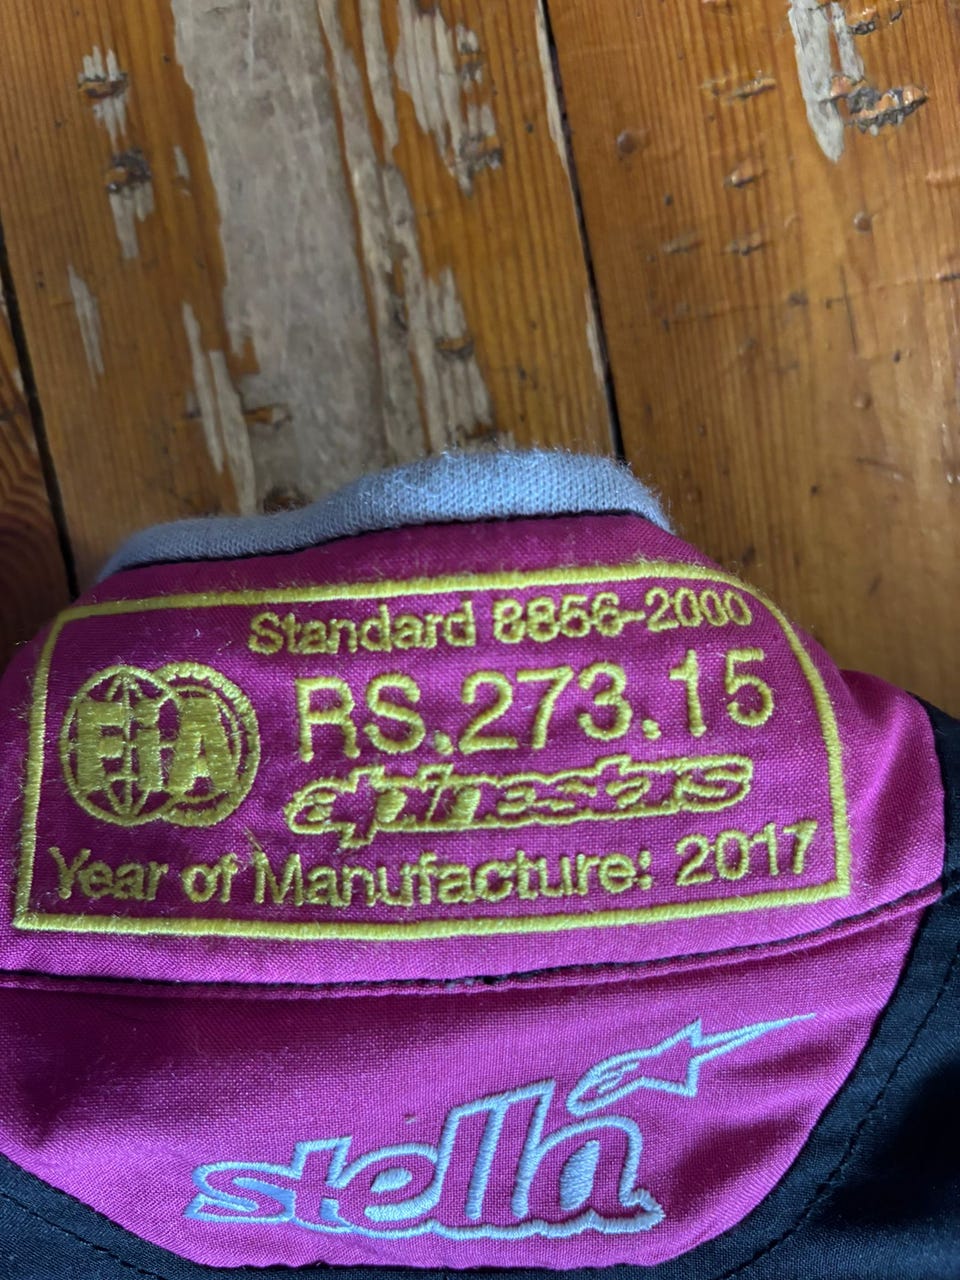 Standard 8856-2000
FiA
RS.273.15
alpinestars
Year of Manufacture: 2017
stella